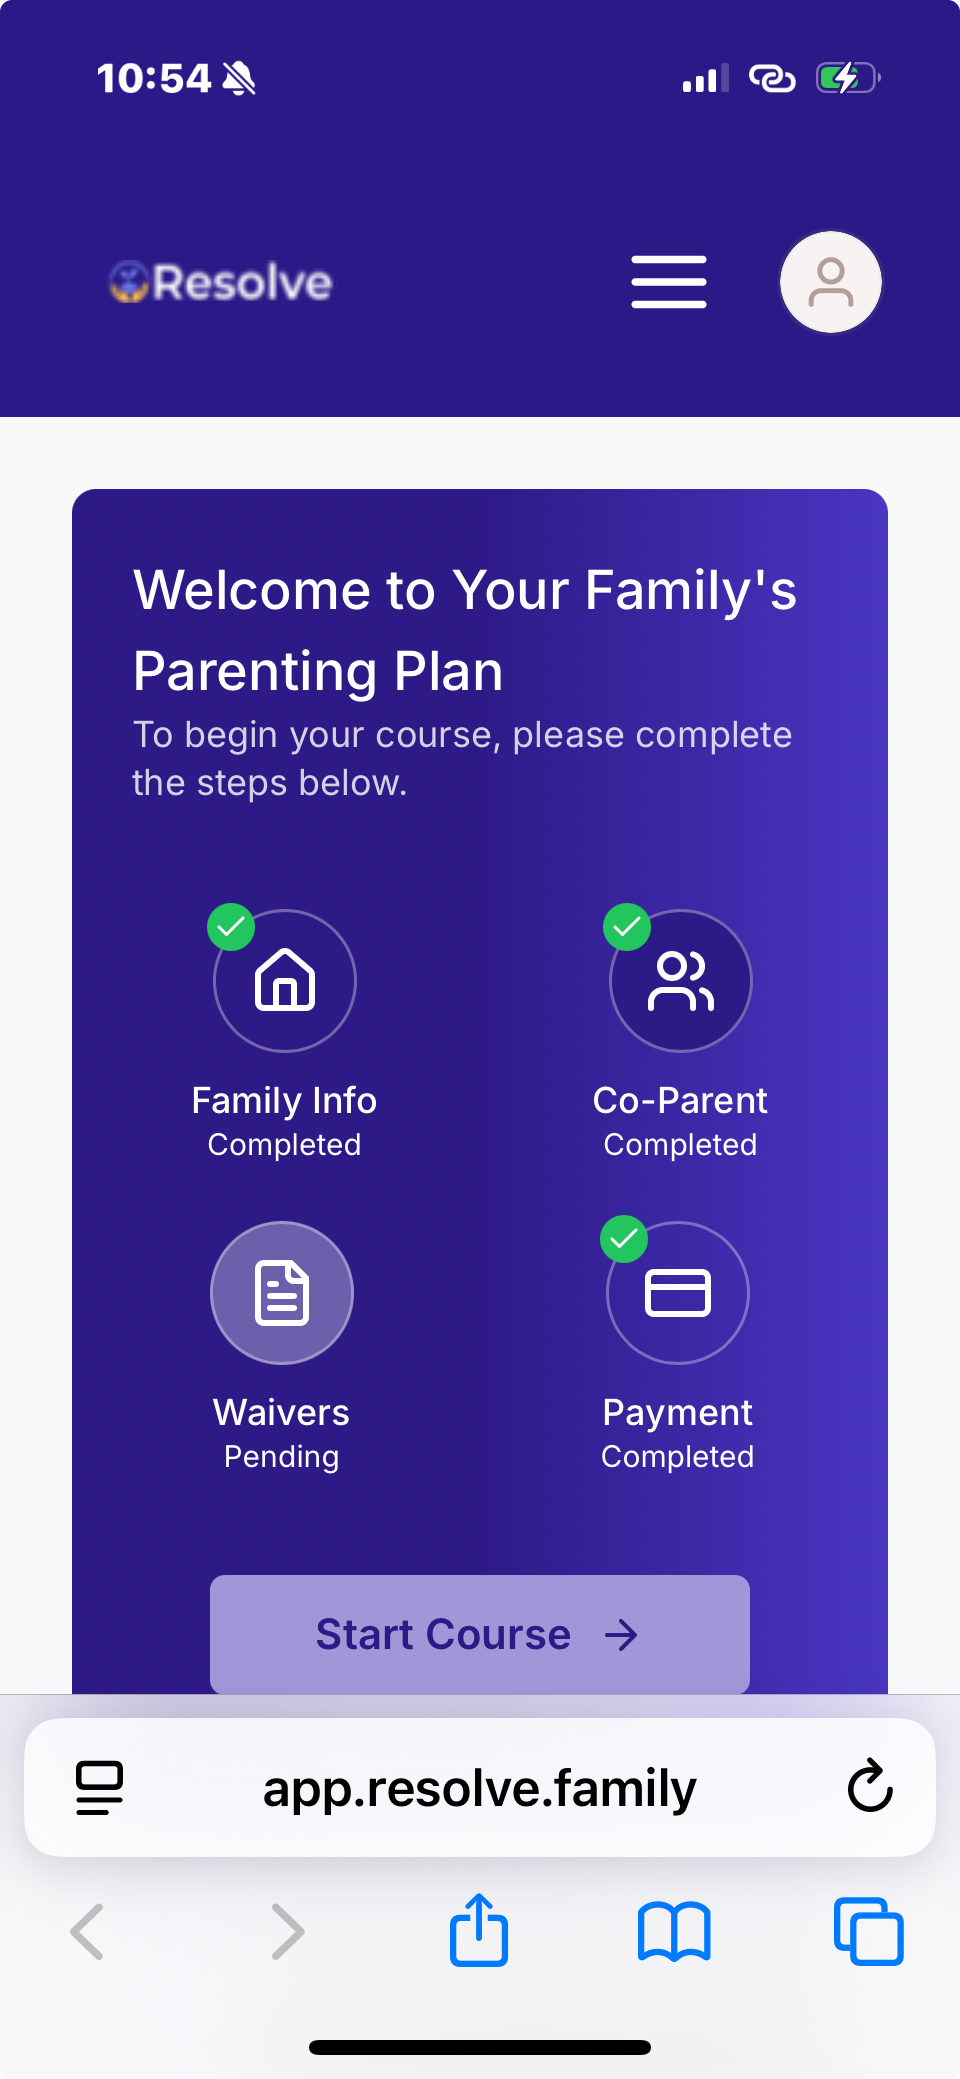 10:54
Resolve
Welcome to Your Family's
Parenting Plan
To begin your course, please complete
the steps below.
Family Info
Completed
Co-Parent
Completed
Waivers
Pending
Payment
Completed
Start Course
app.resolve.family